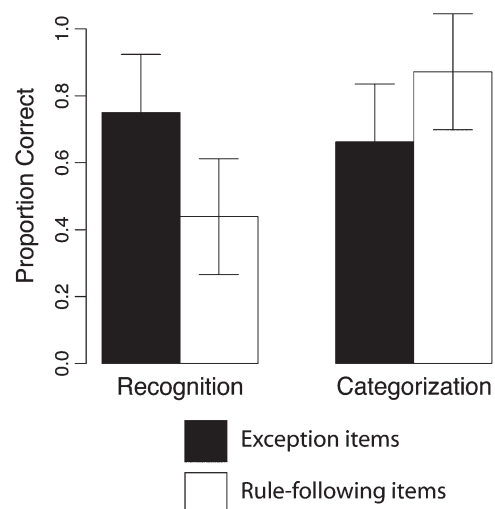 Proportion Correct
1.0
0.8
0.6
0.4
0.2
0.0
Recognition
Categorization
Exception items
Rule-following items